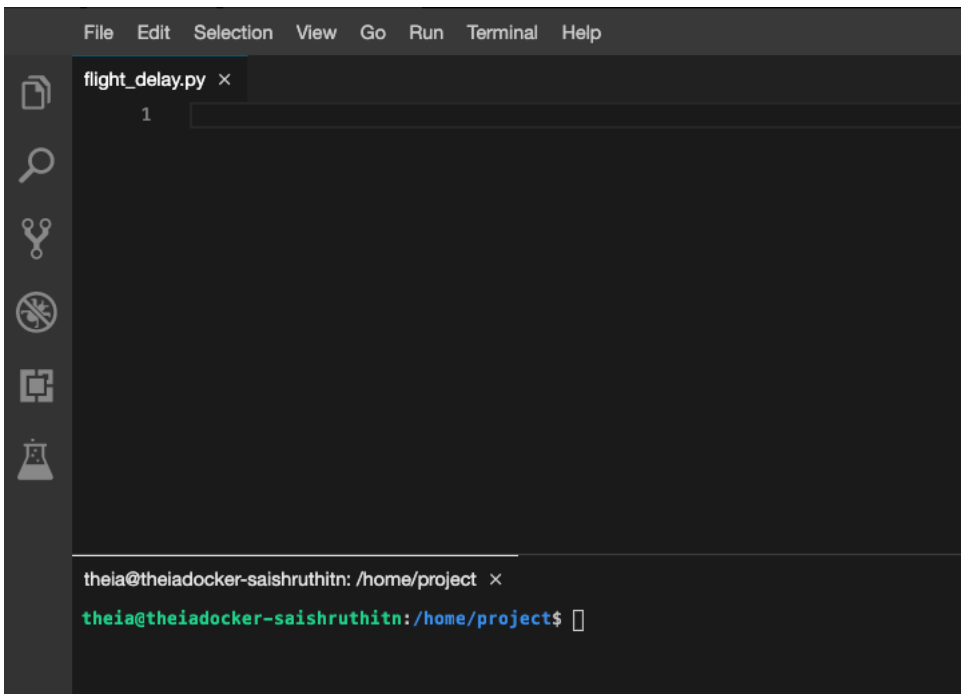 File Edit Selection View Go Run Terminal Help
flight_delay.py ×
1
theia@theiadocker-saishruthitn: /home/project ×
theia@theiadocker-saishruthitn:/home/project$